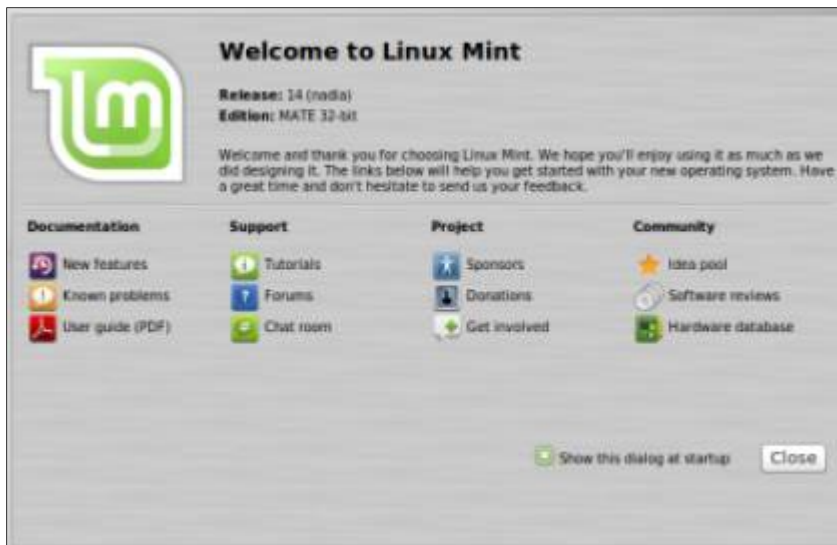 lm
Welcome to Linux Mint
Release: 14 (nadia)
Edition: MATE 32-bit
Welcome and thank you for choosing Linux Mint. We hope you'll enjoy using it as much as we
did designing it. The links below will help you get started with your new operating system. Have
a great time and don't hesitate to send us your feedback.
Documentation Support Project Community
New features Tutorials Sponsors Idea pool
Known problems Forums Donations Software reviews
User guide (PDF) Chat room Get involved Hardware database
Show this dialog at startup Close